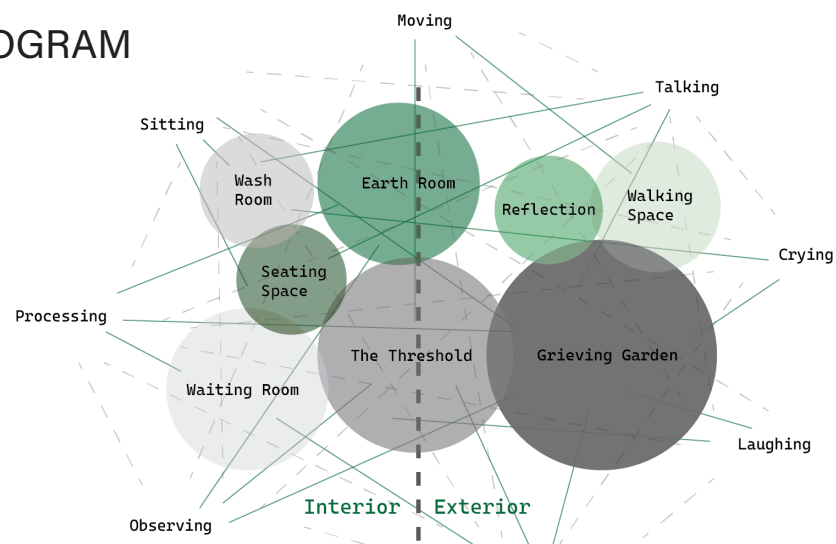 OGRAM
Moving
Talking
Sitting
Wash
Room
Earth Room
Reflection
Walking
Space
Crying
Seating
Space
Processing
The Threshold
Grieving Garden
Waiting Room
Laughing
Interior
Exterior
Observing